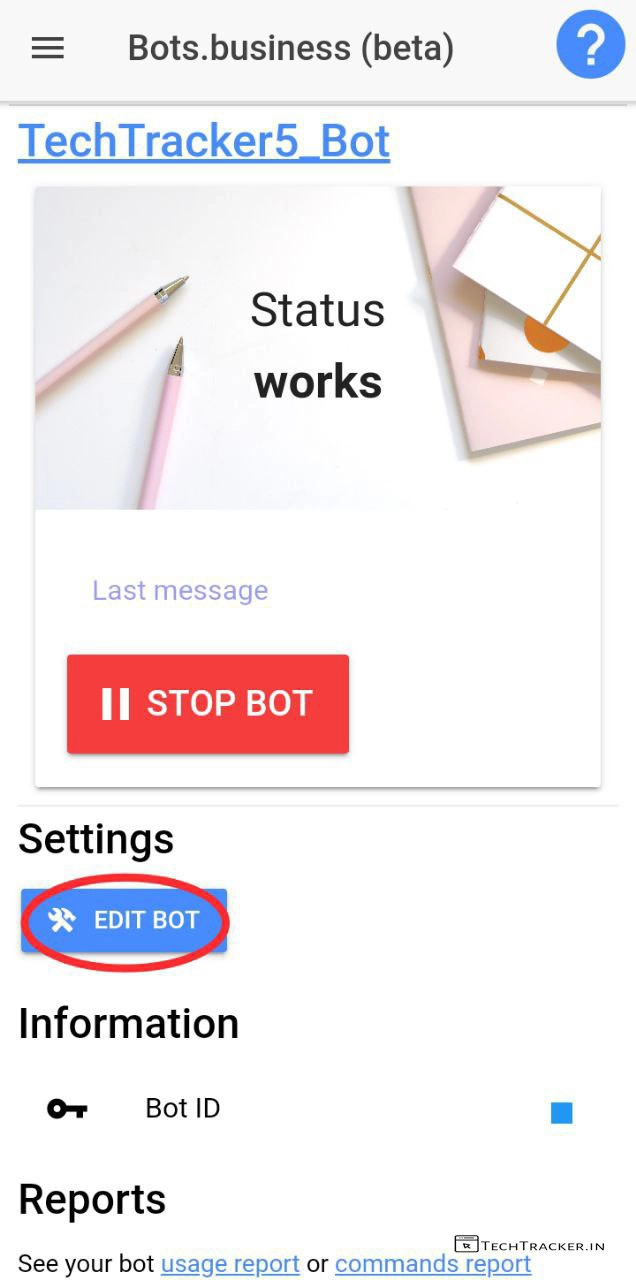 Bots.business (beta)
?
TechTracker5_Bot
Status
works
Last message
STOP BOT
Settings
EDIT BOT
Information
Bot ID
Reports
TECHTRACKER.IN
See your bot usage report or commands report